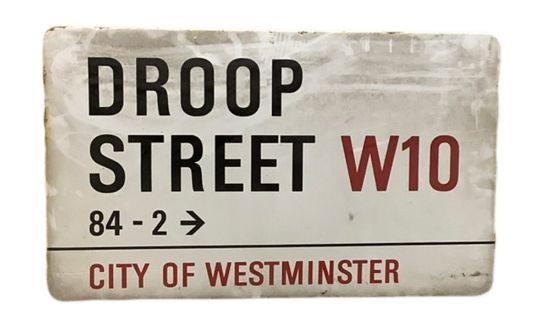 DROOP
STREET W10
84 - 2 →
CITY OF WESTMINSTER